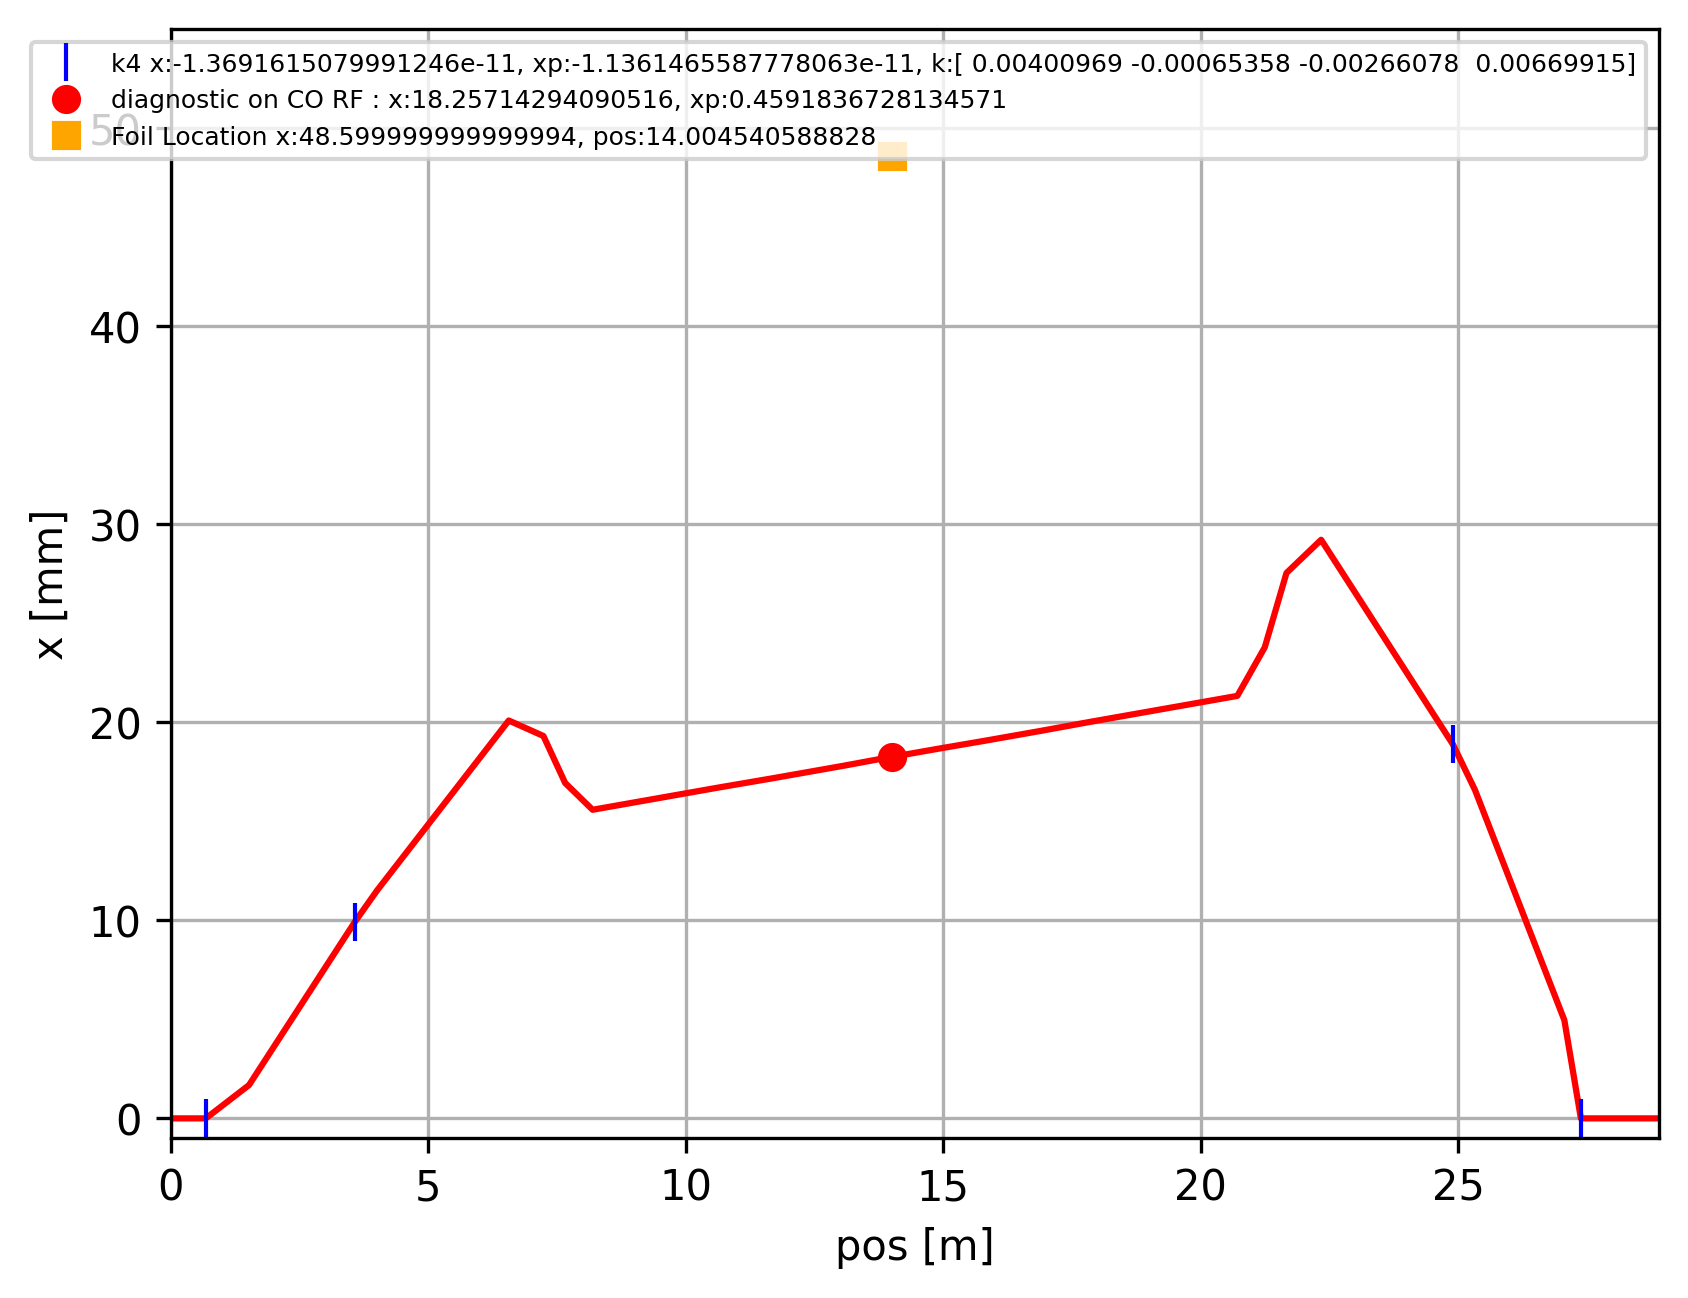 k4 x:-1.3691615079991246e-11, xp:-1.1361465587778063e-11, k:[ 0.00400969 -0.00065358 -0.00266078  0.00669915]
diagnostic on CO RF : x:18.25714294090516, xp:0.4591836728134571
Foil Location x:48.599999999999994, pos:14.004540588828
50
40
30
20
10
0
x [mm]
0 5 10 15 20 25
pos [m]